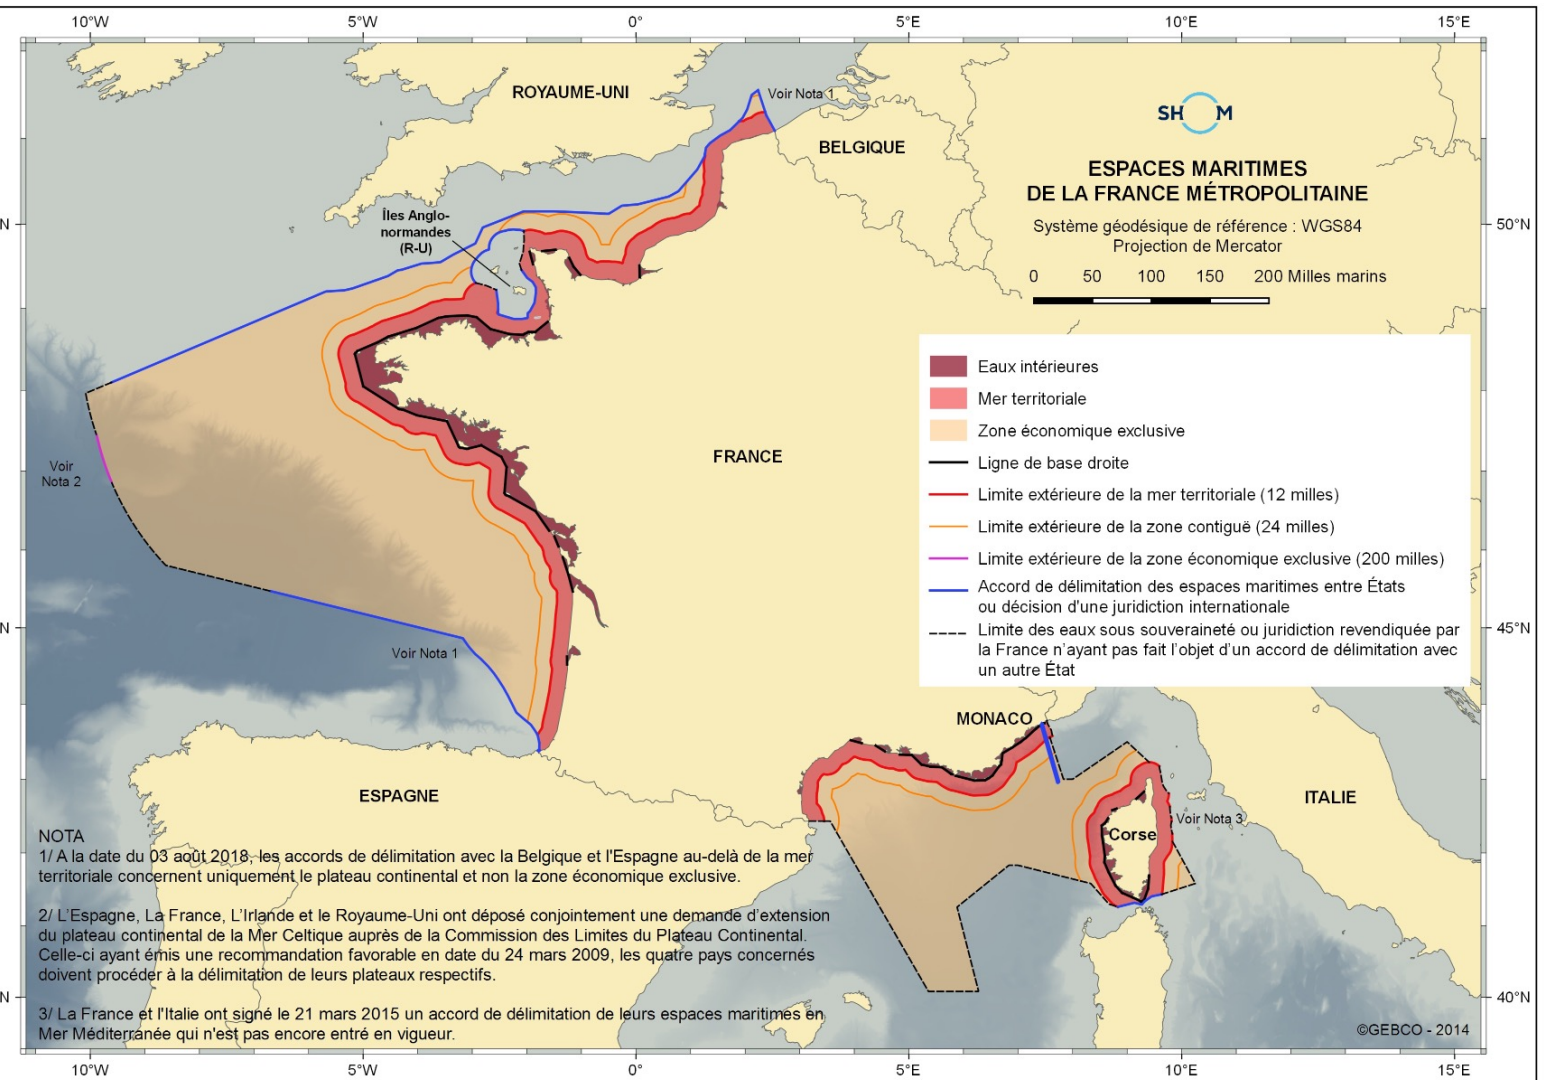 10°W 5°W 0° 5°E 10°E 15°E
ROYAUME-UNI
Voir Nota 1
BELGIQUE
SHOM
ESPACES MARITIMES
DE LA FRANCE MÉTROPOLITAINE
Système géodésique de référence : WGS84
Projection de Mercator
0 50 100 150 200 Milles marins
Îles Anglo-
normandes
(R-U)
N
50°N
Eaux intérieures
Mer territoriale
Zone économique exclusive
Ligne de base droite
Limite extérieure de la mer territoriale (12 milles)
Limite extérieure de la zone contiguë (24 milles)
Limite extérieure de la zone économique exclusive (200 milles)
Accord de délimitation des espaces maritimes entre États
ou décision d'une juridiction internationale
Limite des eaux sous souveraineté ou juridiction revendiquée par
la France n'ayant pas fait l'objet d'un accord de délimitation avec
un autre État
FRANCE
Voir
Nota 2
N
45°N
Voir Nota 1
MONACO
ESPAGNE
ITALIE
Corse
Voir Nota 3
NOTA
1/ A la date du 03 août 2018, les accords de délimitation avec la Belgique et l'Espagne au-delà de la mer
territoriale concernent uniquement le plateau continental et non la zone économique exclusive.
2/ L'Espagne, La France, L'Irlande et le Royaume-Uni ont déposé conjointement une demande d'extension
du plateau continental de la Mer Celtique auprès de la Commission des Limites du Plateau Continental.
Celle-ci ayant émis une recommandation favorable en date du 24 mars 2009, les quatre pays concernés
doivent procéder à la délimitation de leurs plateaux respectifs.
3/ La France et l'Italie ont signé le 21 mars 2015 un accord de délimitation de leurs espaces maritimes en
Mer Méditerranée qui n'est pas encore entré en vigueur.
N
40°N
©GEBCO - 2014
10°W 5°W 0° 5°E 10°E 15°E